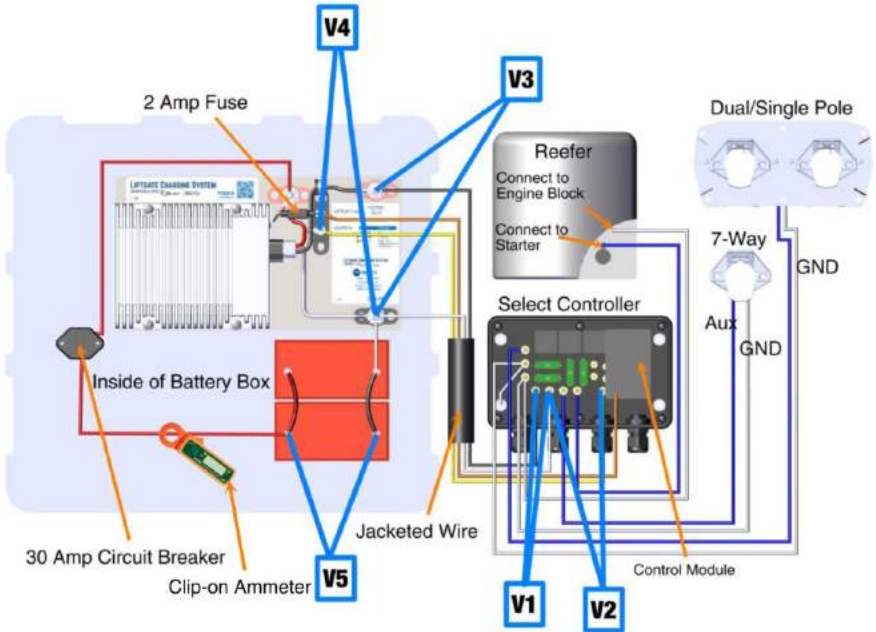 V4
V3
2 Amp Fuse
Dual/Single Pole
Reefer
Connect to
Engine Block
Connect to
Starter
LIFTGATE CHARGING SYSTEM
7-Way
GND
Select Controller
Aux
GND
Inside of Battery Box
Jacketed Wire
30 Amp Circuit Breaker
Clip-on Ammeter
Control Module
V5
V1
V2